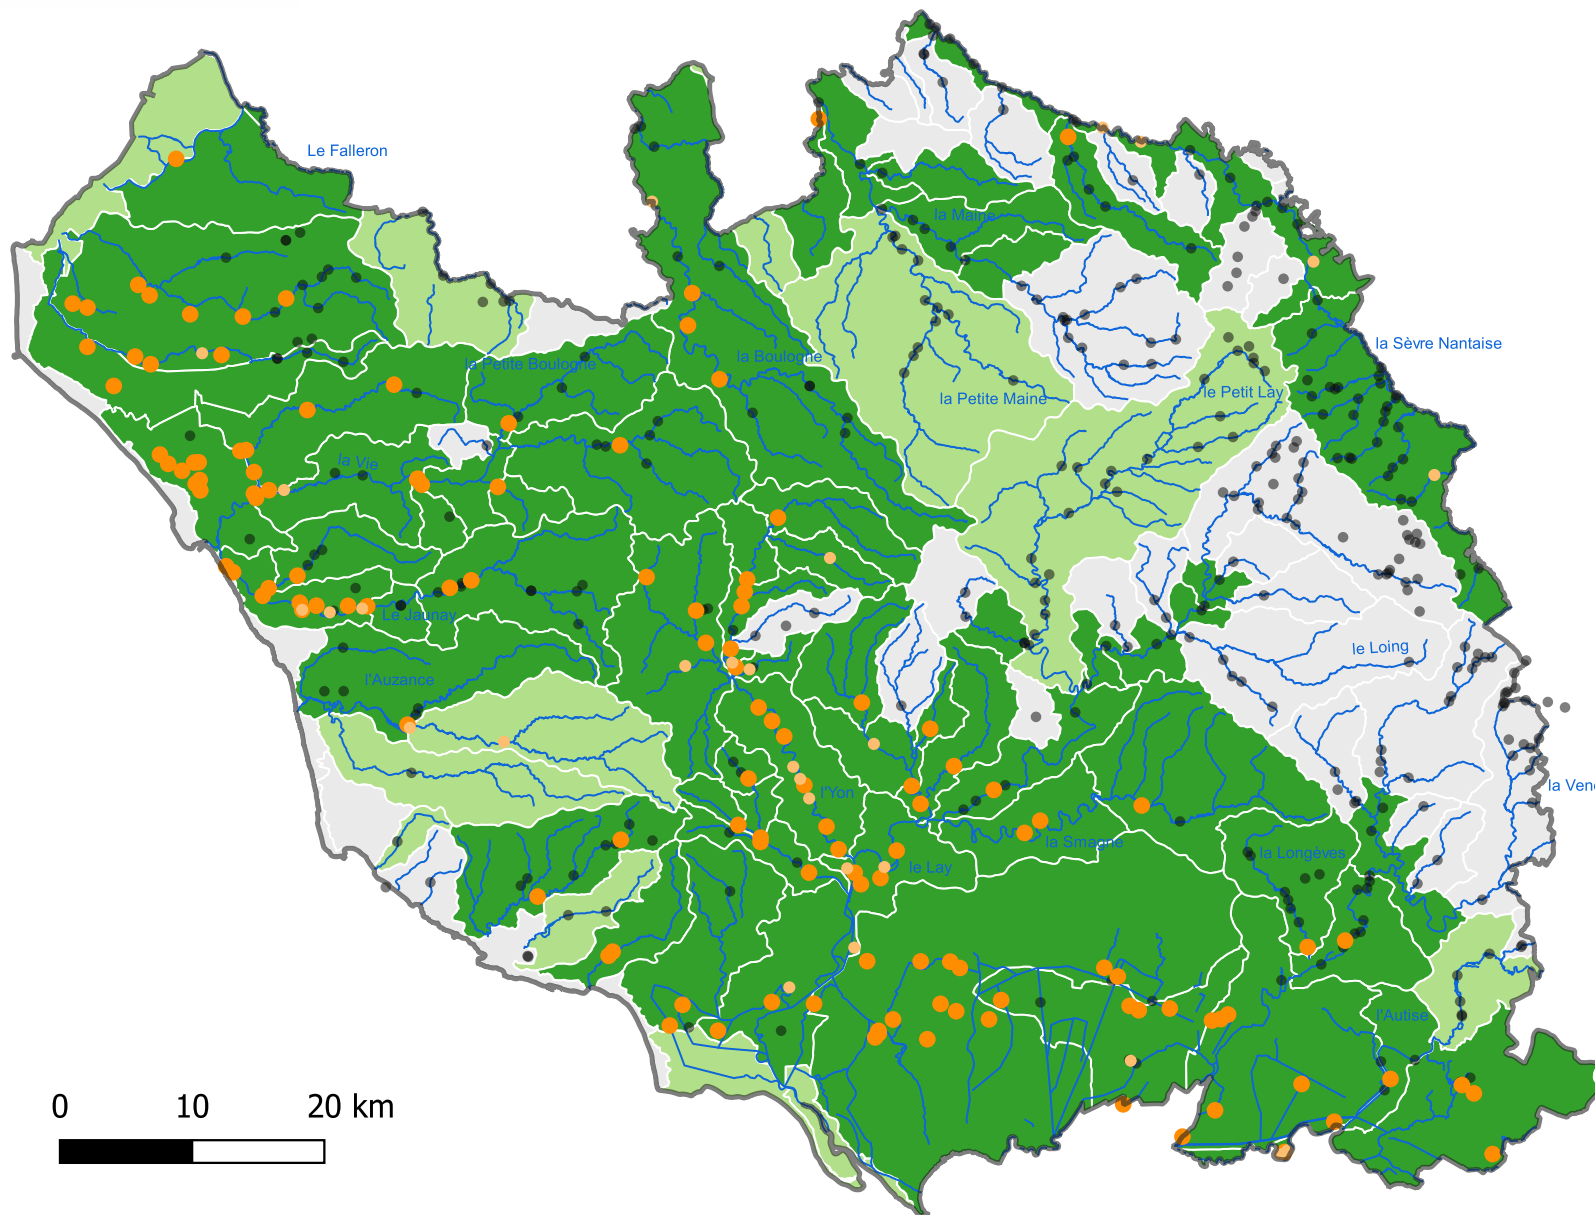 Le Falleron
la Maine
la Sèvre Nantaise
la Boulogne
la Petite Boulogne
la Petite Maine
le Petit Lay
la Vie
Le Jaunay
le Loing
l'Auzance
l'Yon
la Smagne
la Longèves
le Lay
l'Autise
0 10 20 km